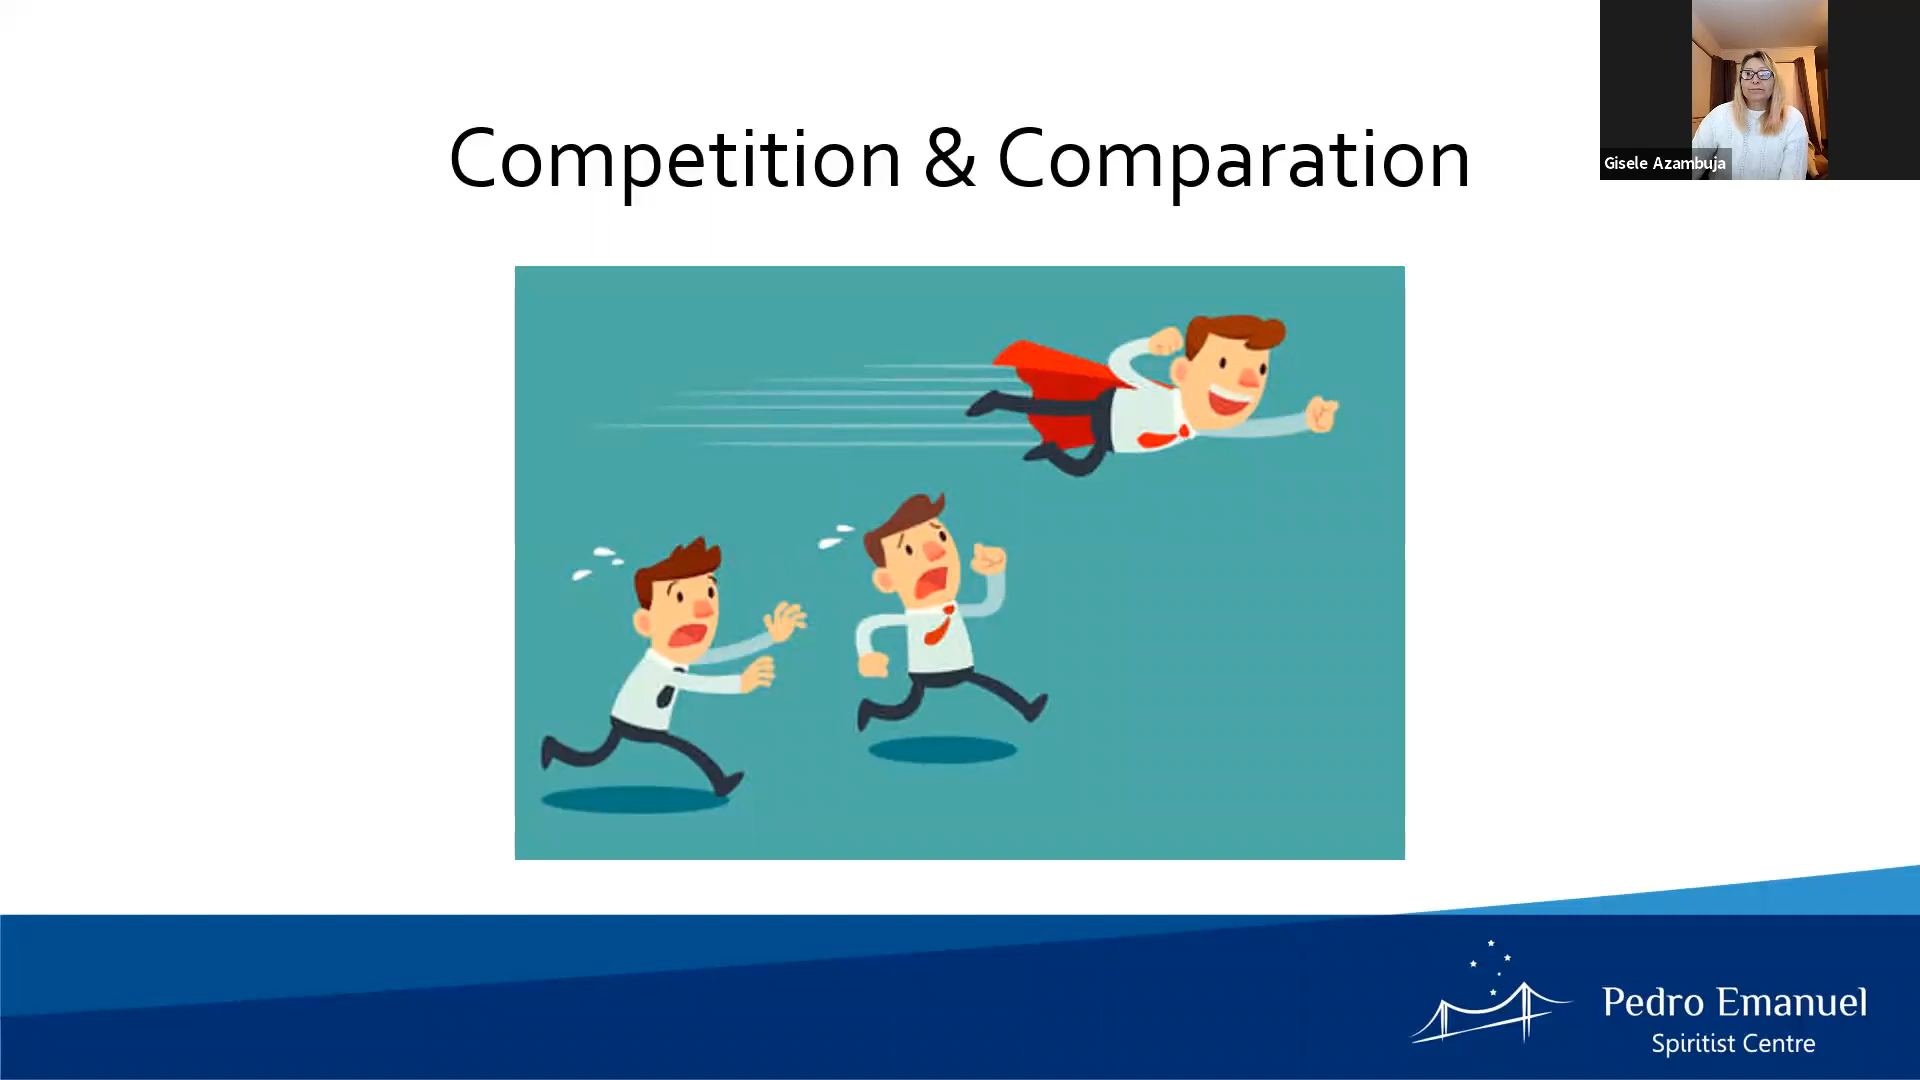 Competition & Comparation
Gisele Azambuja
Pedro Emanuel
Spiritist Centre